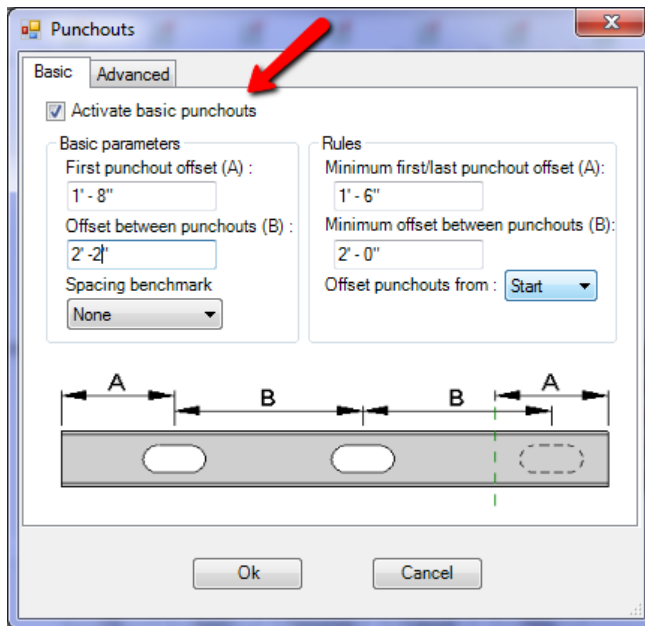 Punchouts
x
Basic Advanced
Activate basic punchouts
Basic parameters
First punchout offset (A) :
1' - 8"
Offset between punchouts (B) :
2' -2"
Spacing benchmark
None
Rules
Minimum first/last punchout offset (A):
1' - 6"
Minimum offset between punchouts (B):
2' - 0"
Offset punchouts from : Start
A B B A
Ok Cancel